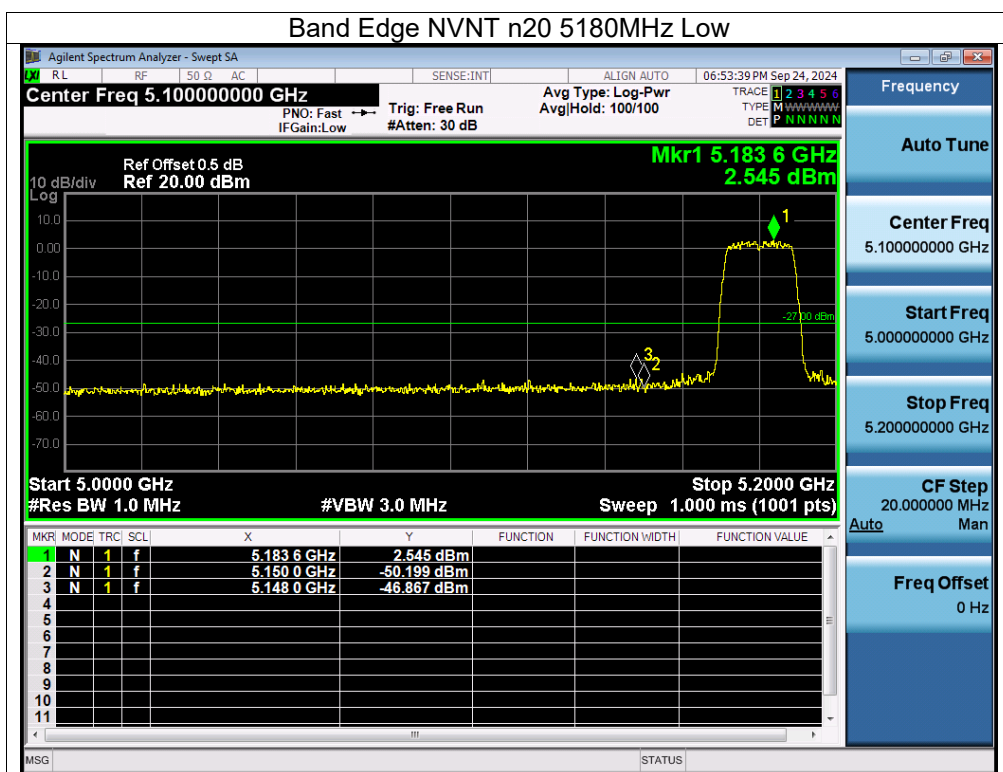 Band Edge NVNT n20 5180MHz Low
Agilent Spectrum Analyzer - Swept SA
LXI RL RF 50 Ω AC SENSE:INT ALIGN AUTO 06:53:39 PM Sep 24, 2024
Center Freq 5.100000000 GHz
PNO: Fast
IFGain:Low
Trig: Free Run
#Atten: 30 dB
Avg Type: Log-Pwr
Avg|Hold: 100/100
TRACE 1 2 3 4 5 6
TYPE M WWWWW
DET P N N N N N
Mkr1 5.183 6 GHz
2.545 dBm
Ref Offset 0.5 dB
10 dB/div Ref 20.00 dBm
Log
10.0
0.00
-10.0
-20.0
-30.0
-40.0
-50.0
-60.0
-70.0
1
-27.00 dBm
3
2
Start 5.0000 GHz Stop 5.2000 GHz
#Res BW 1.0 MHz #VBW 3.0 MHz Sweep 1.000 ms (1001 pts)
MKR MODE TRC SCL X Y FUNCTION FUNCTION WIDTH FUNCTION VALUE
1 N 1 f 5.183 6 GHz 2.545 dBm
2 N 1 f 5.150 0 GHz -50.199 dBm
3 N 1 f 5.148 0 GHz -46.867 dBm
4
5
6
7
8
9
10
11
MSG STATUS
Frequency
Auto Tune
Center Freq
5.100000000 GHz
Start Freq
5.000000000 GHz
Stop Freq
5.200000000 GHz
CF Step
20.000000 MHz
Auto Man
Freq Offset
0 Hz